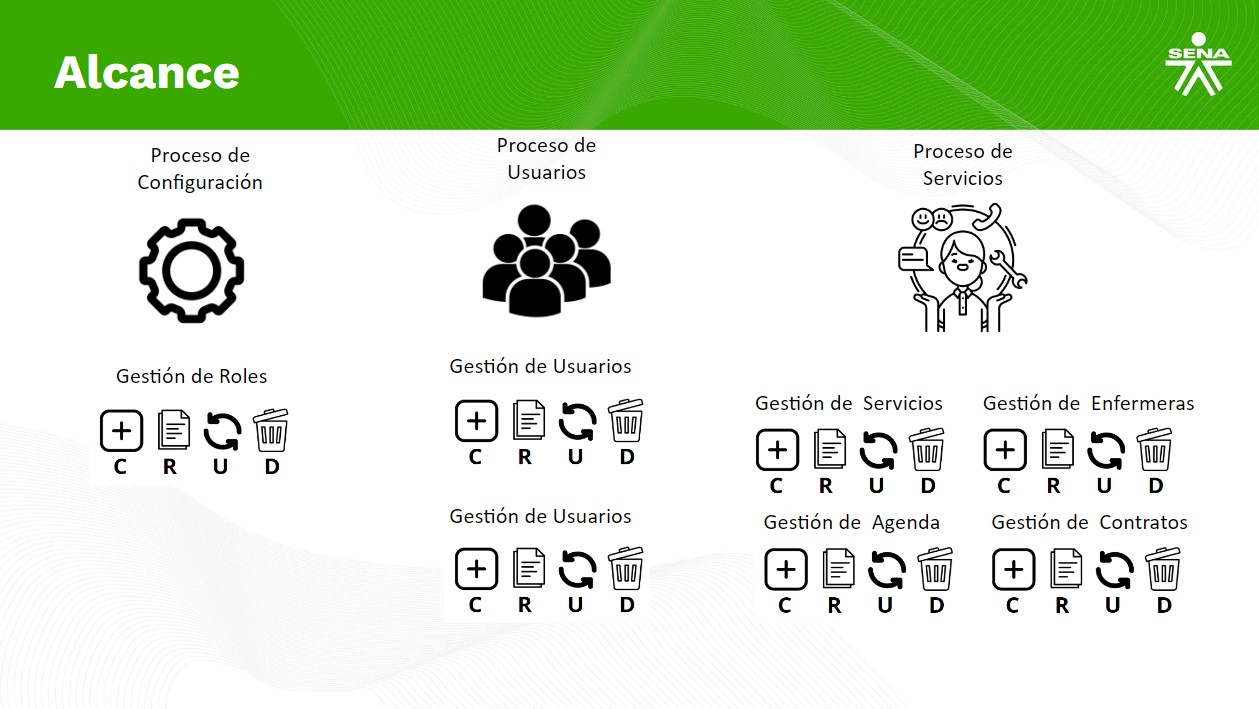 Alcance
SENA
Proceso de
Configuración
Gestión de Roles
C R U D
Proceso de
Usuarios
Gestión de Usuarios
C R U D
Gestión de Usuarios
C R U D
Proceso de
Servicios
Gestión de Servicios
C R U D
Gestión de Enfermeras
C R U D
Gestión de Agenda
C R U D
Gestión de Contratos
C R U D